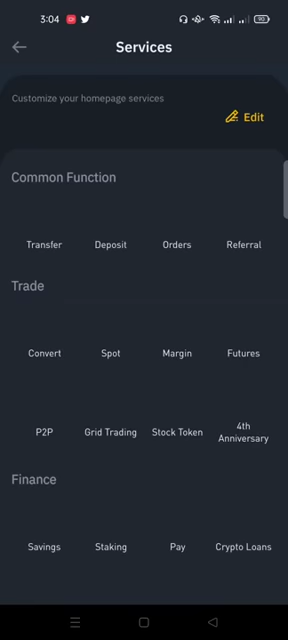 3:04
90
Services
Customize your homepage services
Edit
Common Function
Transfer Deposit Orders Referral
Trade
Convert Spot Margin Futures
P2P Grid Trading Stock Token 4th
Anniversary
Finance
Savings Staking Pay Crypto Loans